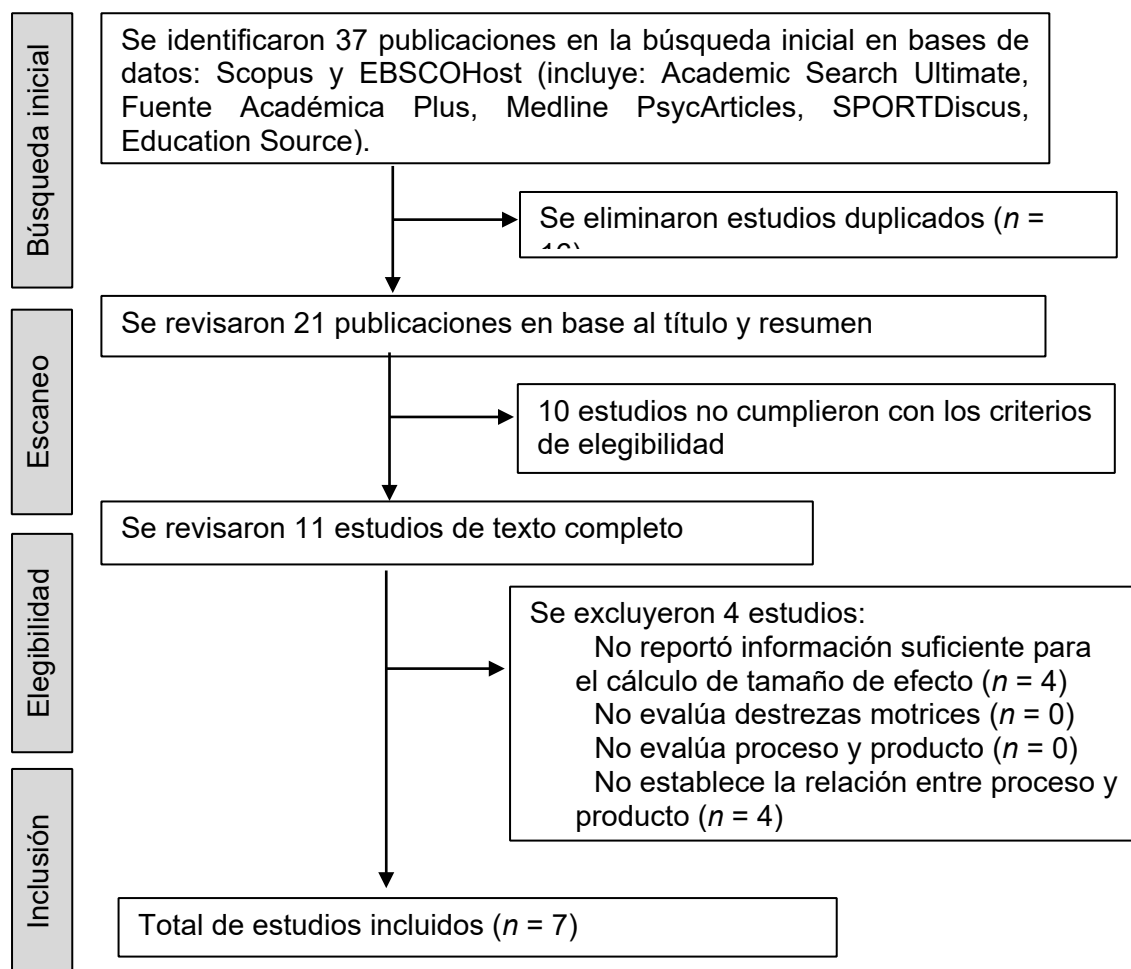 Búsqueda inicial
Se identificaron 37 publicaciones en la búsqueda inicial en bases de
datos: Scopus y EBSCOHost (incluye: Academic Search Ultimate,
Fuente Académica Plus, Medline PsycArticles, SPORTDiscus,
Education Source).
Se eliminaron estudios duplicados (n =
Escaneo
Se revisaron 21 publicaciones en base al título y resumen
10 estudios no cumplieron con los criterios
de elegibilidad
Elegibilidad
Se revisaron 11 estudios de texto completo
Se excluyeron 4 estudios:
No reportó información suficiente para
el cálculo de tamaño de efecto (n = 4)
No evalúa destrezas motrices (n = 0)
No evalúa proceso y producto (n = 0)
No establece la relación entre proceso y
producto (n = 4)
Inclusión
Total de estudios incluidos (n = 7)